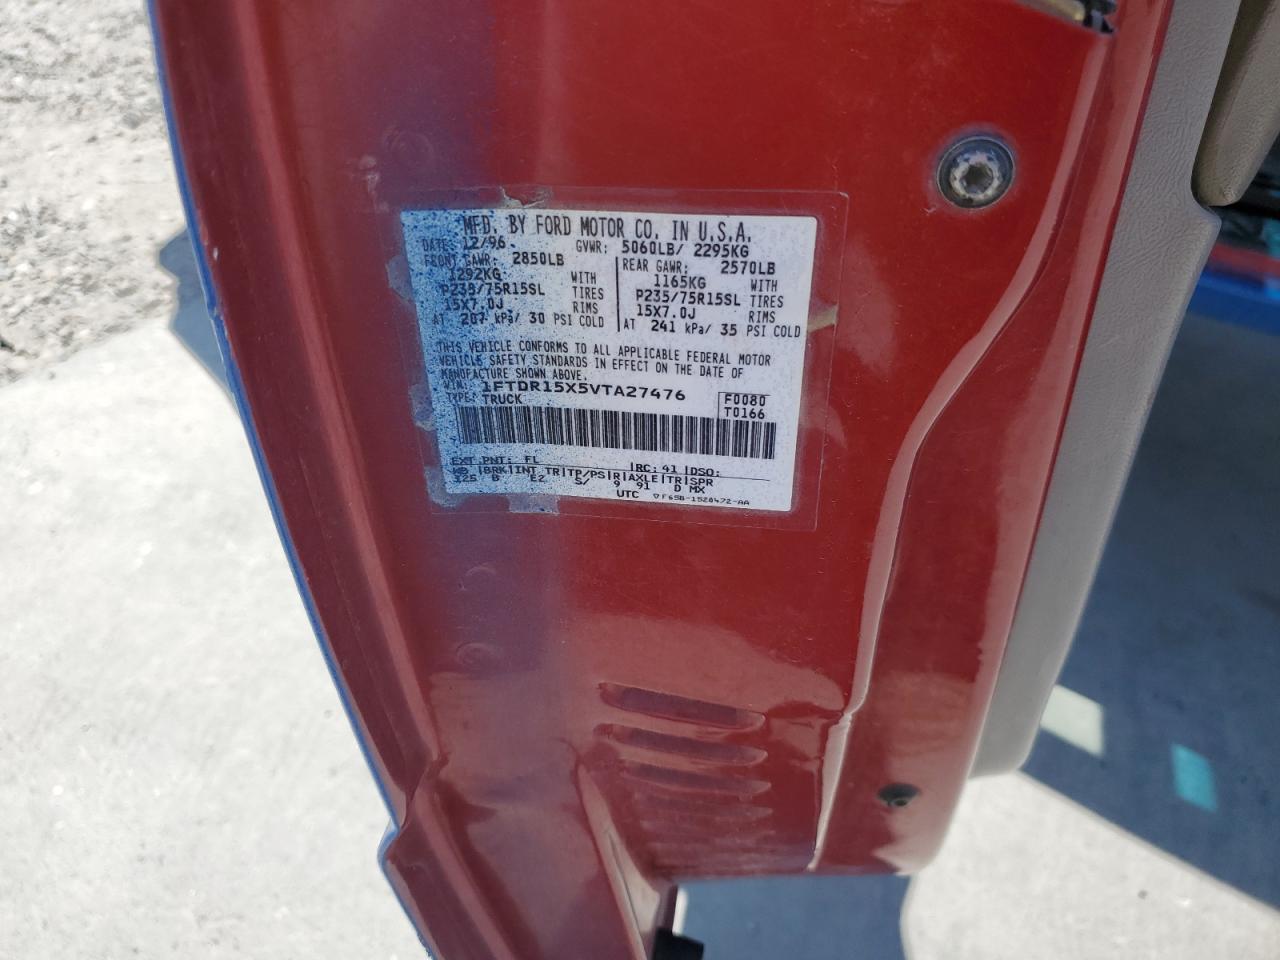 MFD. BY FORD MOTOR CO. IN U.S.A.
DATE: 12/96 GVWR: 5060LB/ 2295KG
FRONT GAWR: 2850LB REAR GAWR: 2570LB
1292KG WITH 1165KG WITH
P235/75R15SL TIRES P235/75R15SL TIRES
15X7.0J RIMS 15X7.0J RIMS
AT 207 kPa/ 30 PSI COLD AT 241 kPa/ 35 PSI COLD
THIS VEHICLE CONFORMS TO ALL APPLICABLE FEDERAL MOTOR
VEHICLE SAFETY STANDARDS IN EFFECT ON THE DATE OF
MANUFACTURE SHOWN ABOVE.
VIN: 1FTDR15X5VTA27476 F0080
TYPE: TRUCK T0166
EXT PNT: FL RC: 41 DSO:
WB BRK INT TR TP/PS R AXLE TR SPR
125 B E2 5/ 9 91 D MX
UTC ▽F65B-1520472-AA